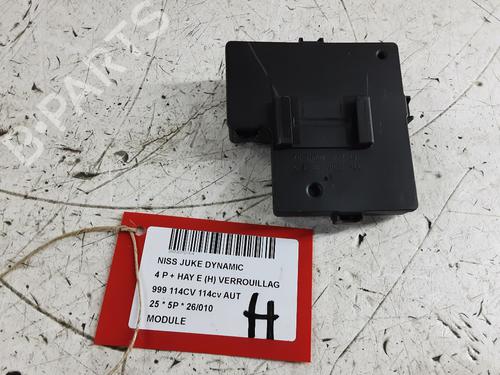 B-PARTS
NISS JUKE DYNAMIC
4 P + HAY E (H) VERROUILLAG
999 114CV 114cv AUT
25 * 5P * 26/010
MODULE
H